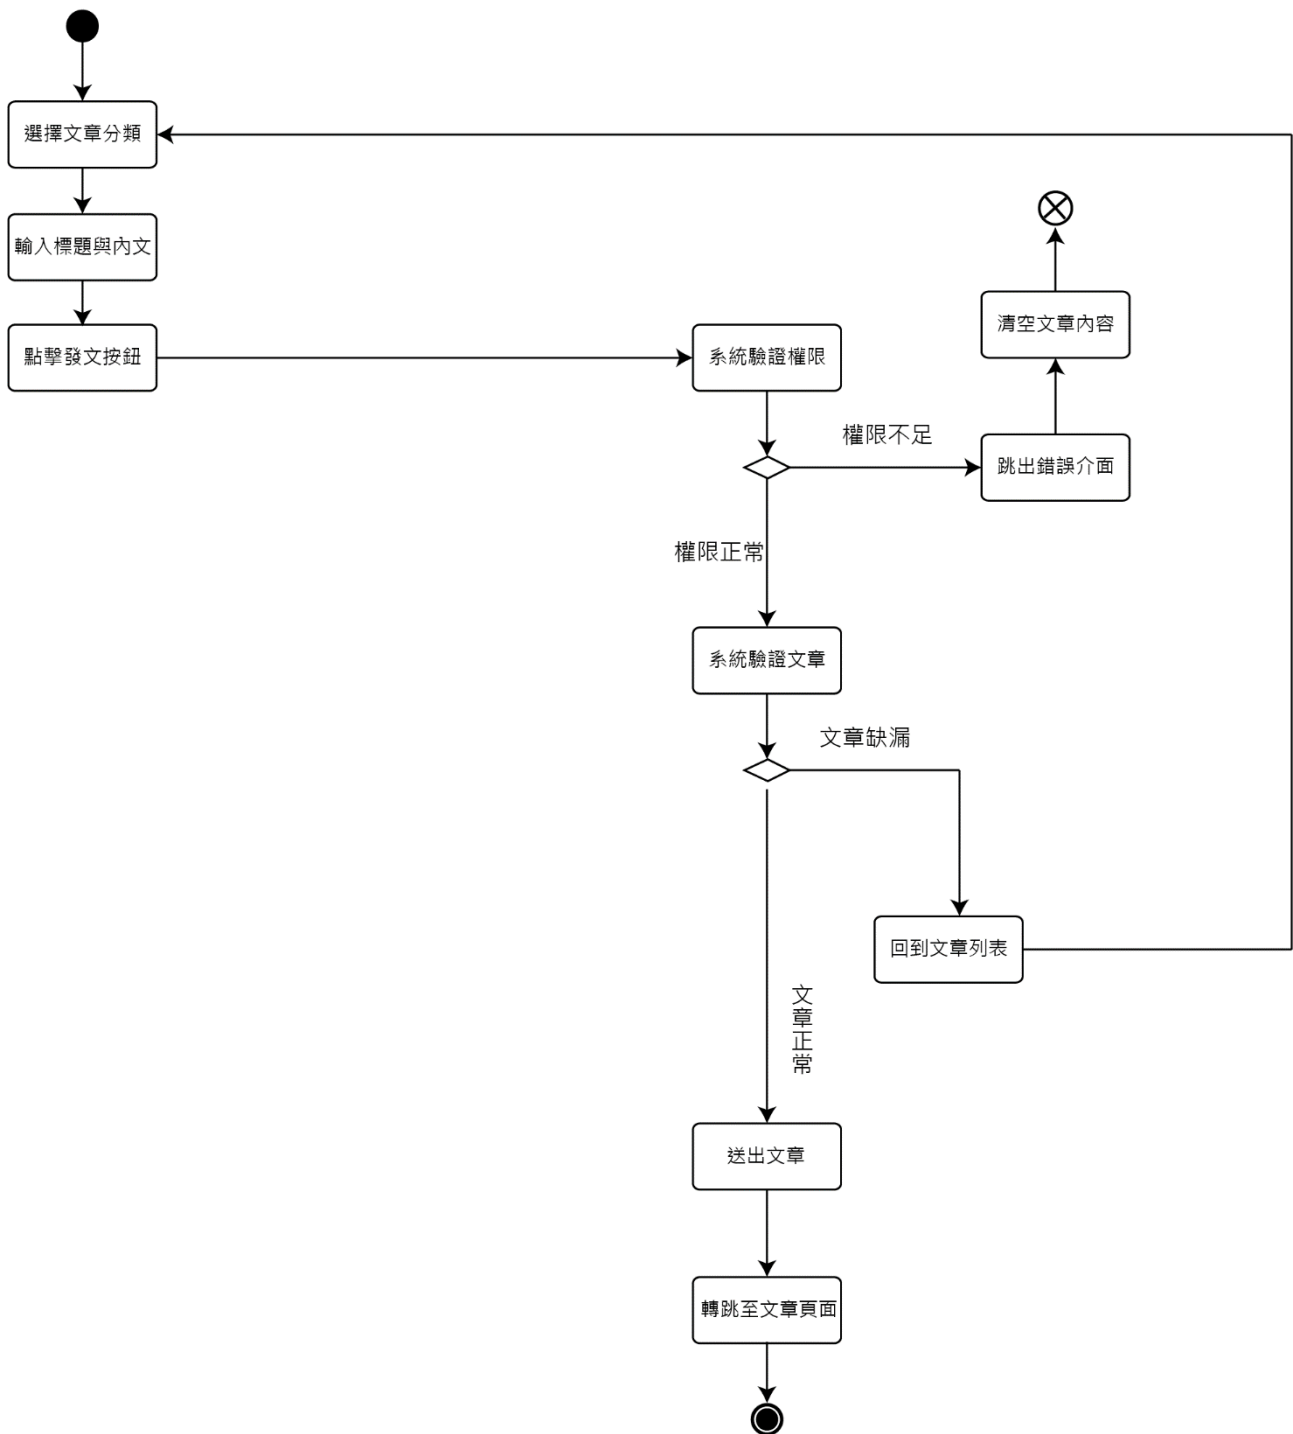 選擇文章分類
輸入標題與內文
點擊發文按鈕
系統驗證權限
權限不足
跳出錯誤介面
清空文章內容
權限正常
系統驗證文章
文章缺漏
回到文章列表
文章正常
送出文章
轉跳至文章頁面